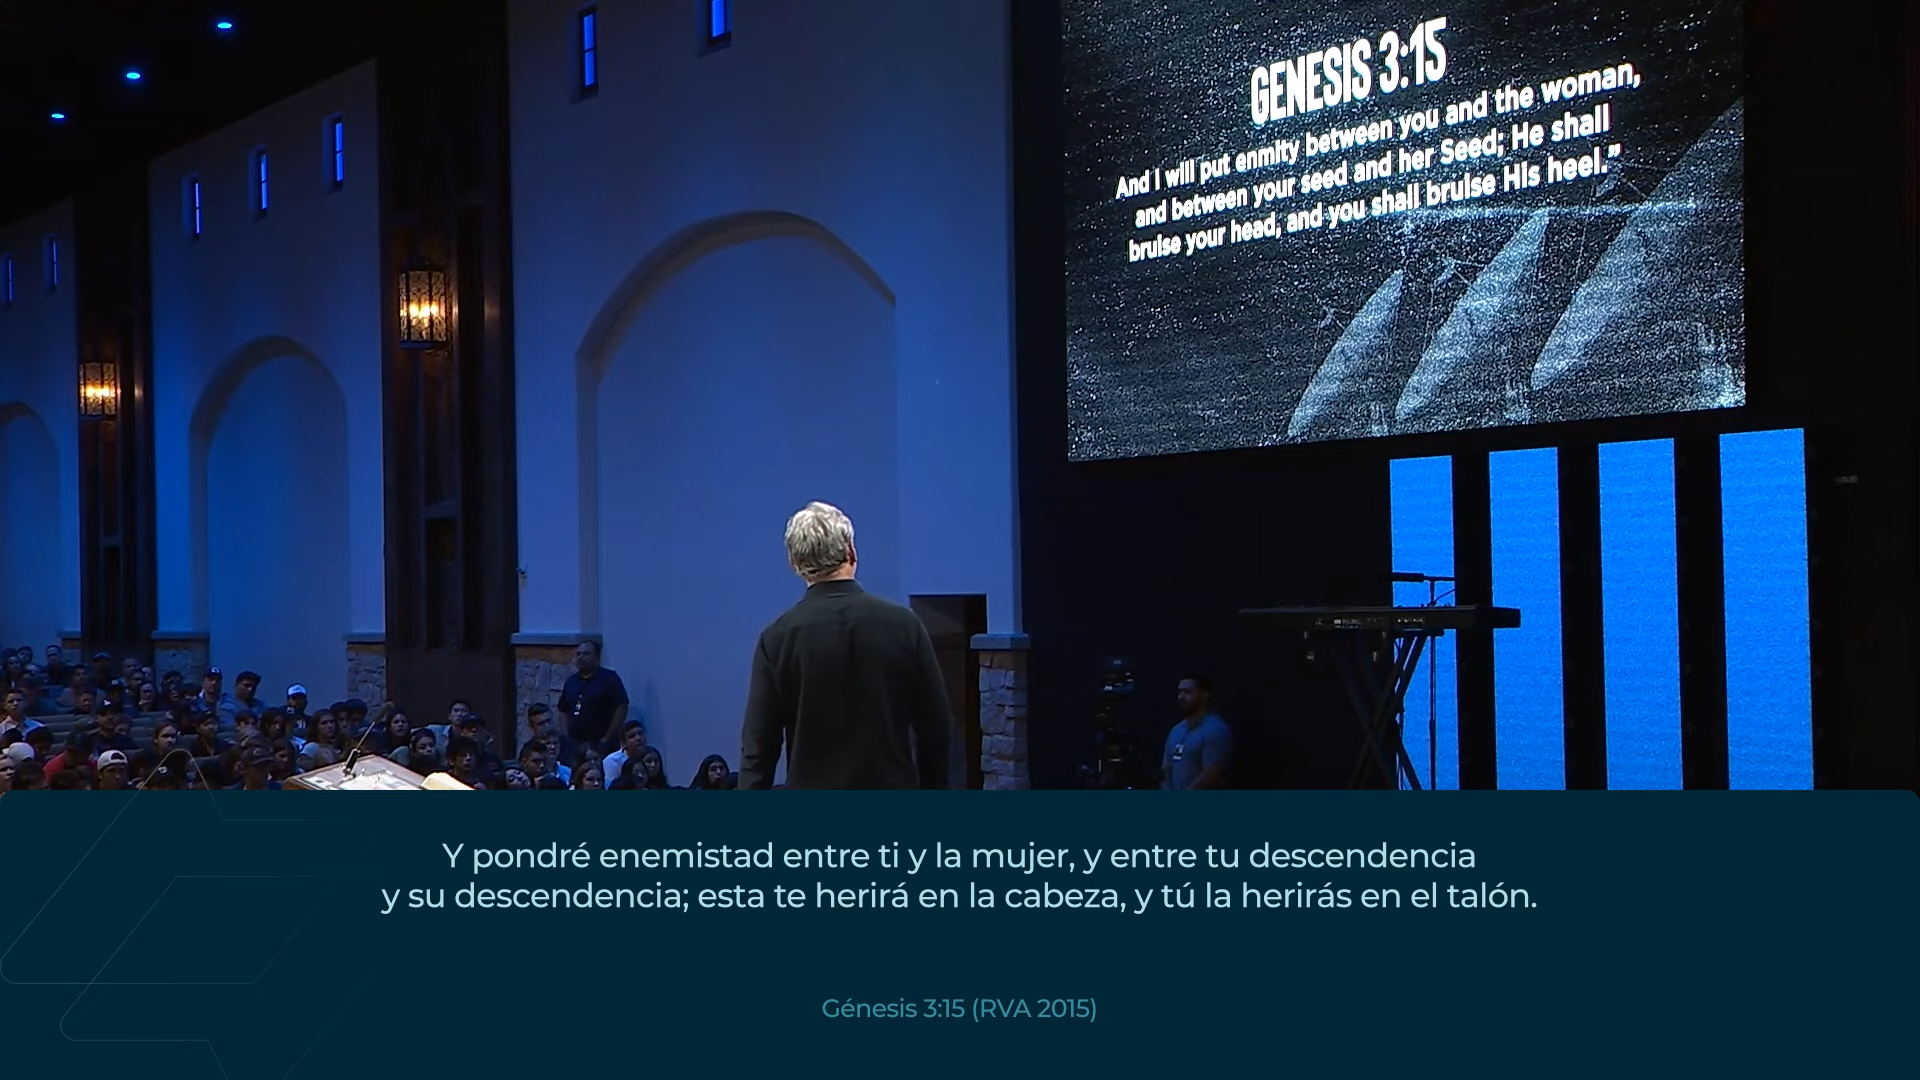 GENESIS 3:15
And I will put enmity between you and the woman,
and between your seed and her Seed; He shall
bruise your head, and you shall bruise His heel.”
Y pondré enemistad entre ti y la mujer, y entre tu descendencia
y su descendencia; esta te herirá en la cabeza, y tú la herirás en el talón.
Génesis 3:15 (RVA 2015)